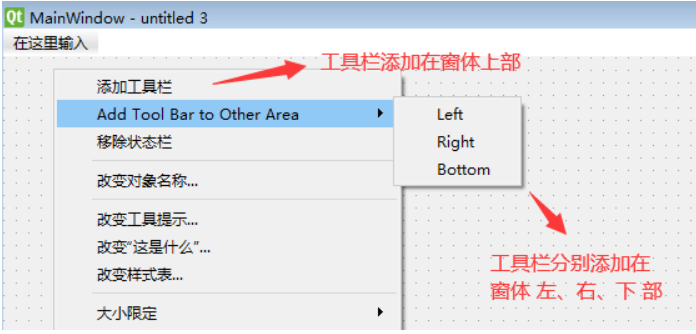 Qt MainWindow - untitled 3
在这里输入
工具栏添加在窗体上部
添加工具栏
Add Tool Bar to Other Area
Left
移除状态栏
Right
Bottom
改变对象名称...
改变工具提示...
改变“这是什么”...
改变样式表...
工具栏分别添加在
窗体 左、右、下 部
大小限定